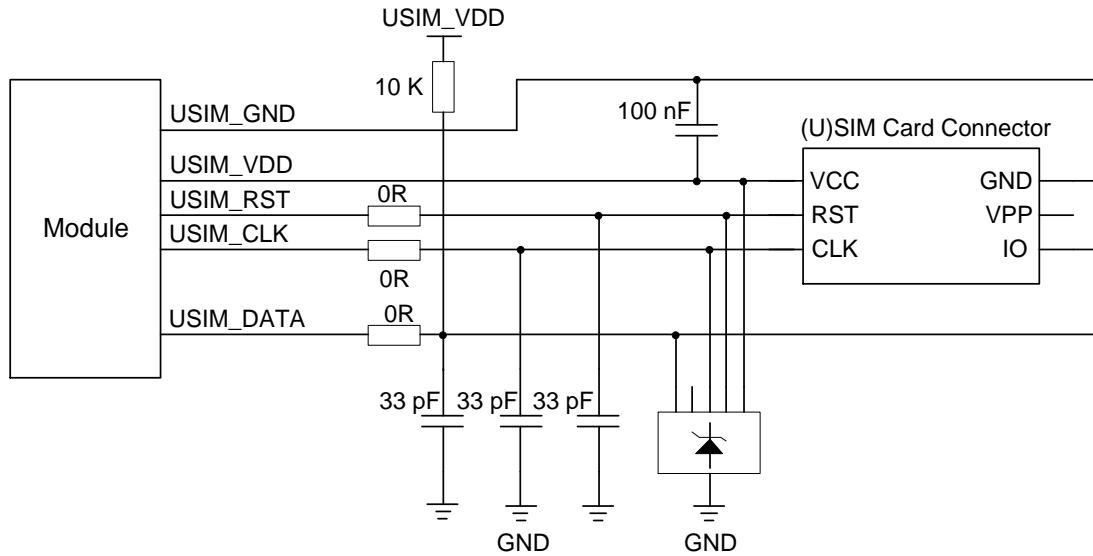 USIM_VDD
10 K
USIM_GND
100 nF
(U)SIM Card Connector
USIM_VDD
VCC
GND
0R
USIM_RST
RST
VPP
Module
USIM_CLK
CLK
IO
0R
USIM_DATA
0R
33 pF
33 pF
33 pF
GND
GND